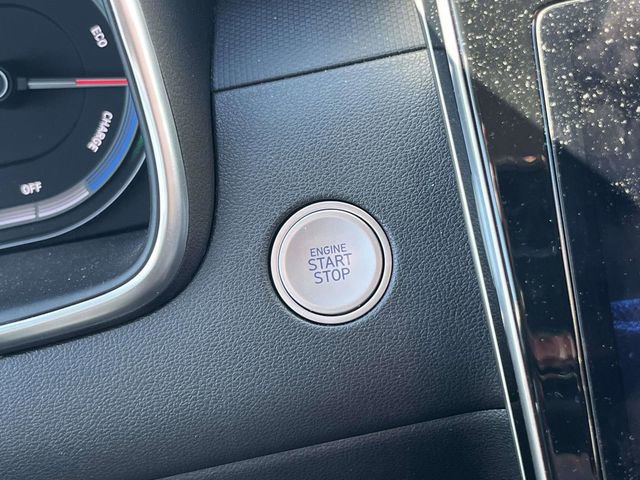 ECO
CHARGE
OFF
ENGINE
START
STOP